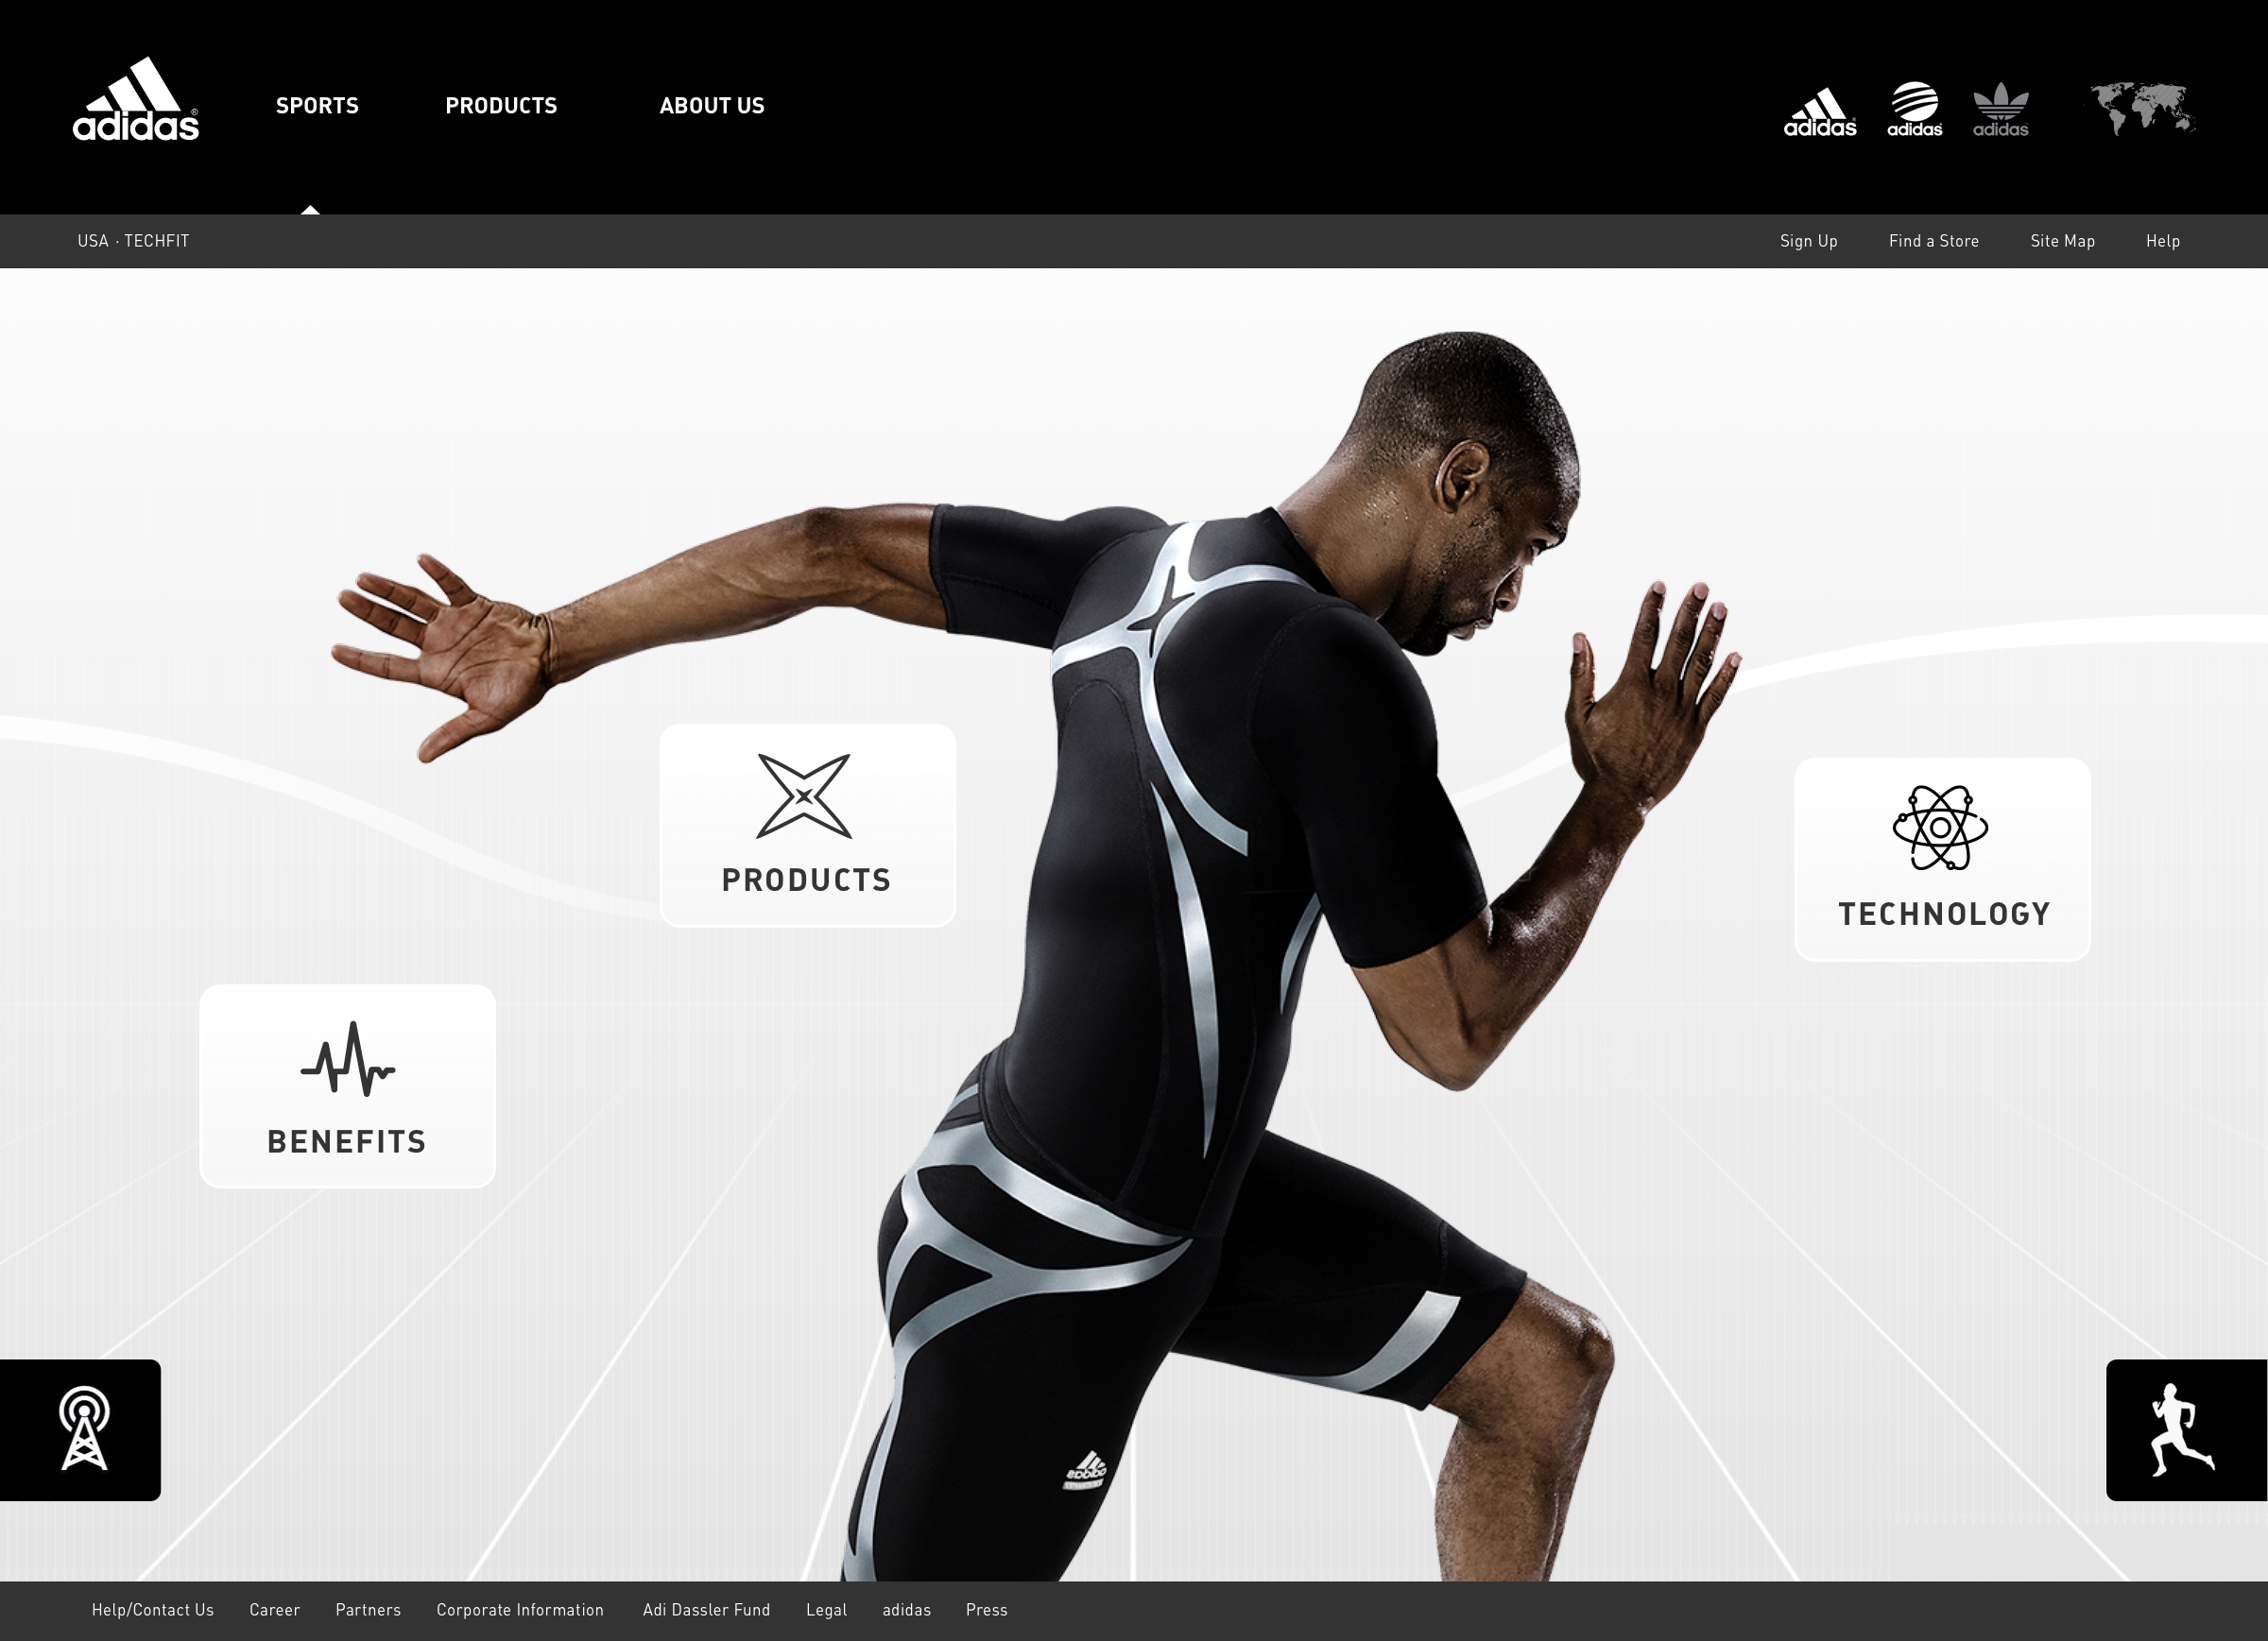 adidas
SPORTS PRODUCTS ABOUT US
adidas adidas adidas
USA · TECHFIT Sign Up Find a Store Site Map Help
PRODUCTS
TECHNOLOGY
BENEFITS
Help/Contact Us Career Partners Corporate Information Adi Dassler Fund Legal adidas Press